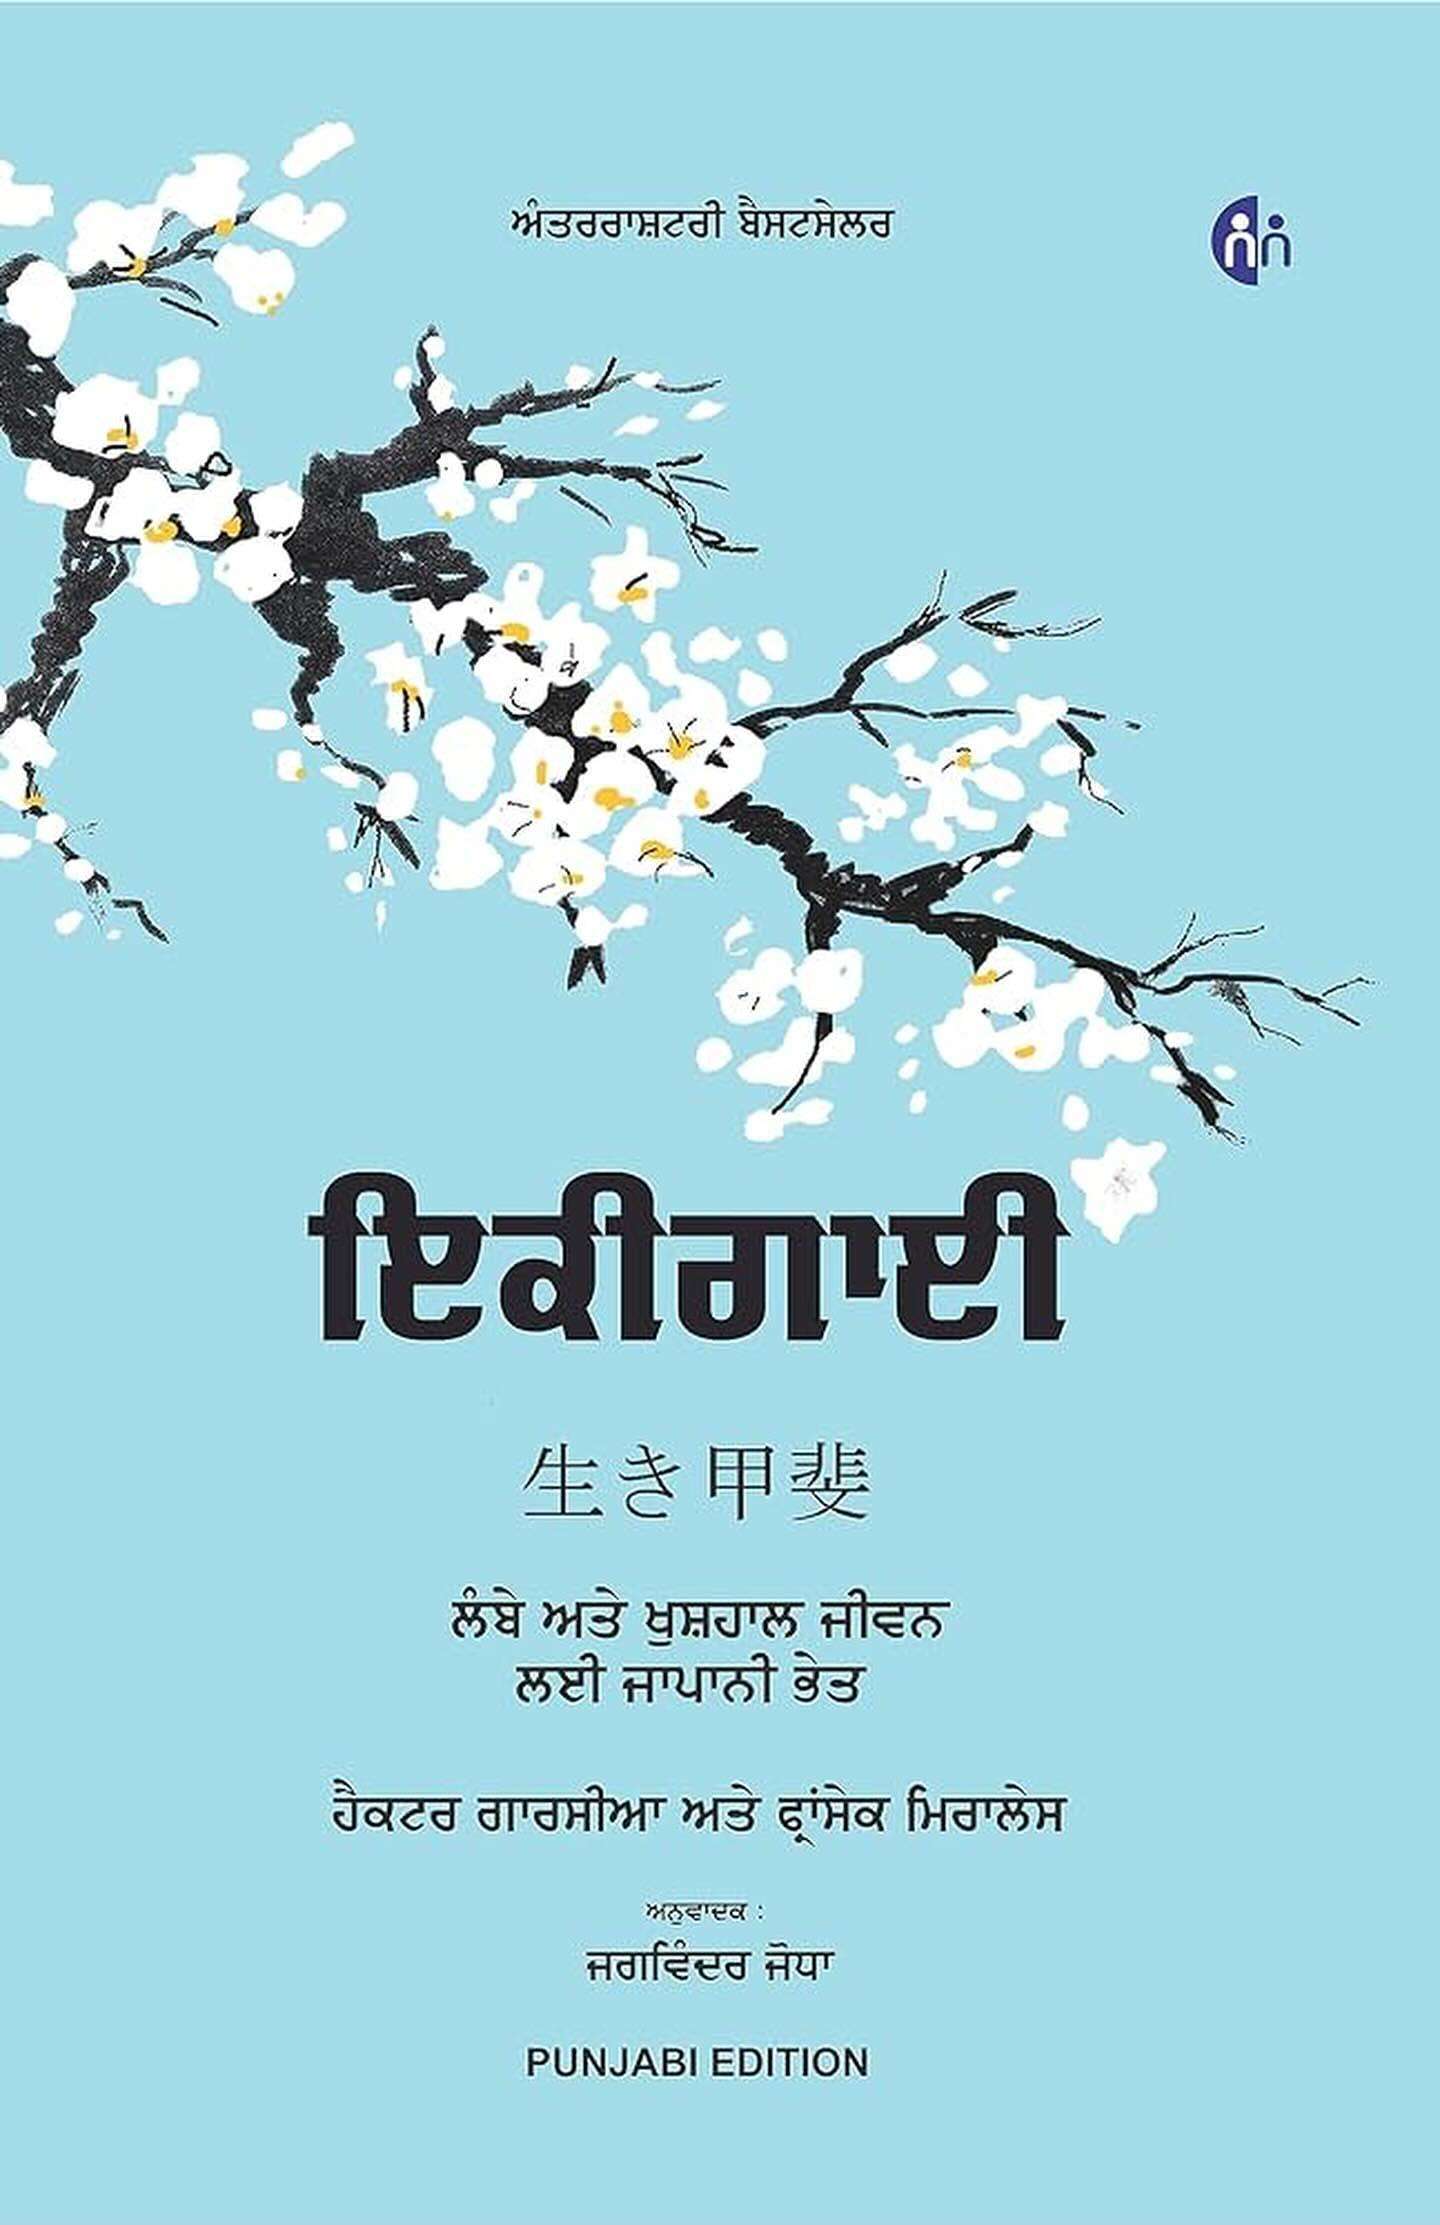 ਅੰਤਰਰਾਸ਼ਟਰੀ ਬੈਸਟਸੇਲਰ
ਇਕੀਗਾਈ
生き甲斐
ਲੰਬੇ ਅਤੇ ਖੁਸ਼ਹਾਲ ਜੀਵਨ
ਲਈ ਜਾਪਾਨੀ ਭੇਤ
ਹੈਕਟਰ ਗਾਰਸੀਆ ਅਤੇ ਫ੍ਰਾਂਸੇਕ ਮਿਰਾਲੇਸ
ਅਨੁਵਾਦਕ :
ਜਗਵਿੰਦਰ ਜੋਧਾ
PUNJABI EDITION